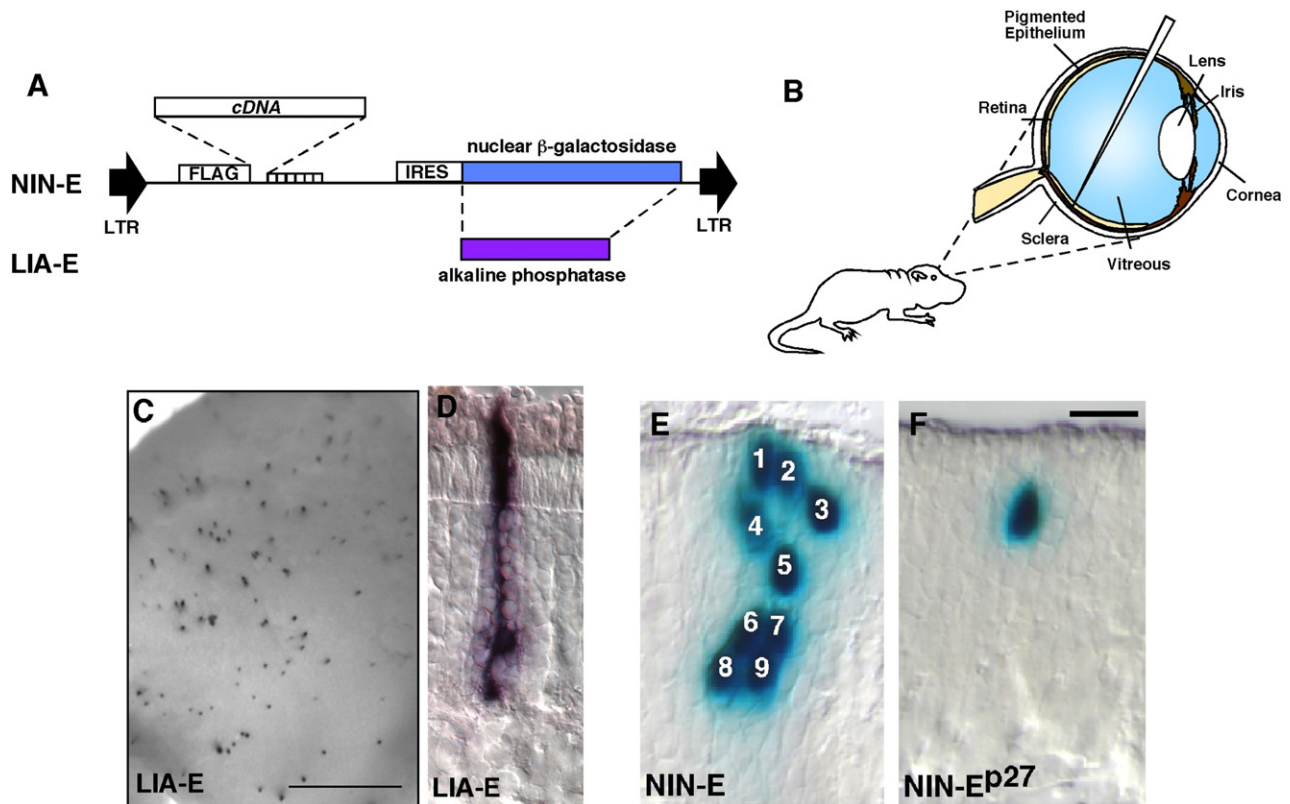 A
cDNA
NIN-E
FLAG
IRES
nuclear β-galactosidase
LTR
LTR
LIA-E
alkaline phosphatase
B
Pigmented
Epithelium
Lens
Iris
Retina
Cornea
Sclera
Vitreous
C
LIA-E
D
LIA-E
E
1
2
3
4
5
6
7
8
9
NIN-E
F
NIN-Ep27